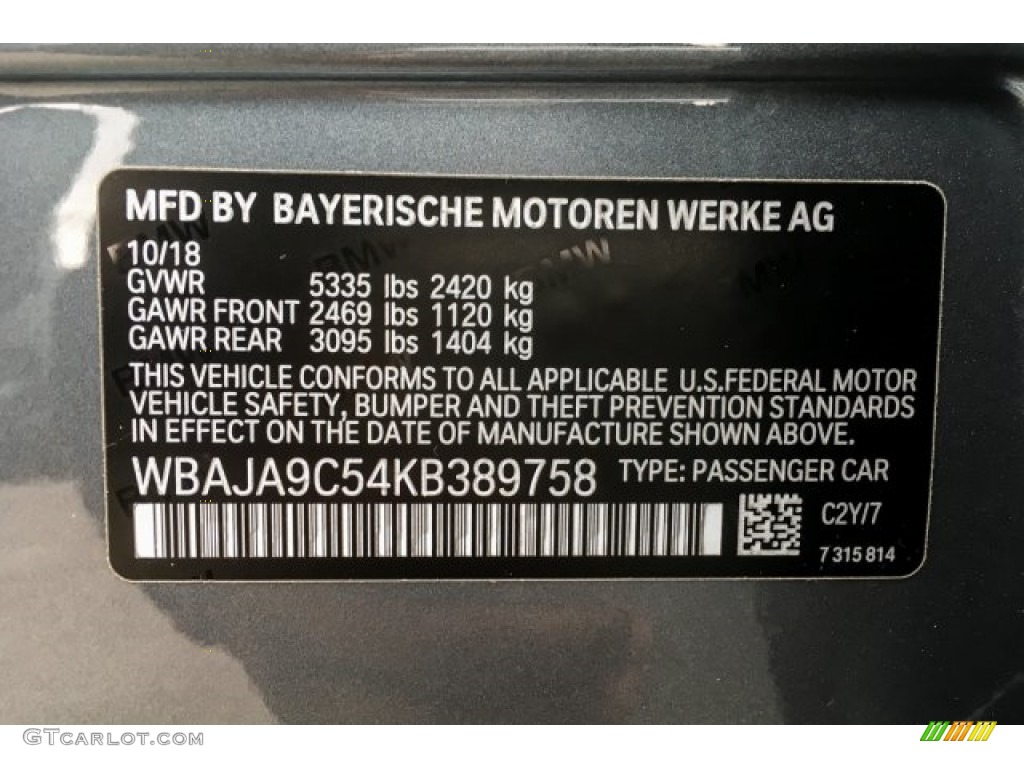 MFD BY BAYERISCHE MOTOREN WERKE AG
10/18
GVWR 5335 lbs 2420 kg
GAWR FRONT 2469 lbs 1120 kg
GAWR REAR 3095 lbs 1404 kg
THIS VEHICLE CONFORMS TO ALL APPLICABLE U.S.FEDERAL MOTOR
VEHICLE SAFETY, BUMPER AND THEFT PREVENTION STANDARDS
IN EFFECT ON THE DATE OF MANUFACTURE SHOWN ABOVE.
WBAJA9C54KB389758 TYPE: PASSENGER CAR
C2Y/7
7 315 814
GTCarLot.com